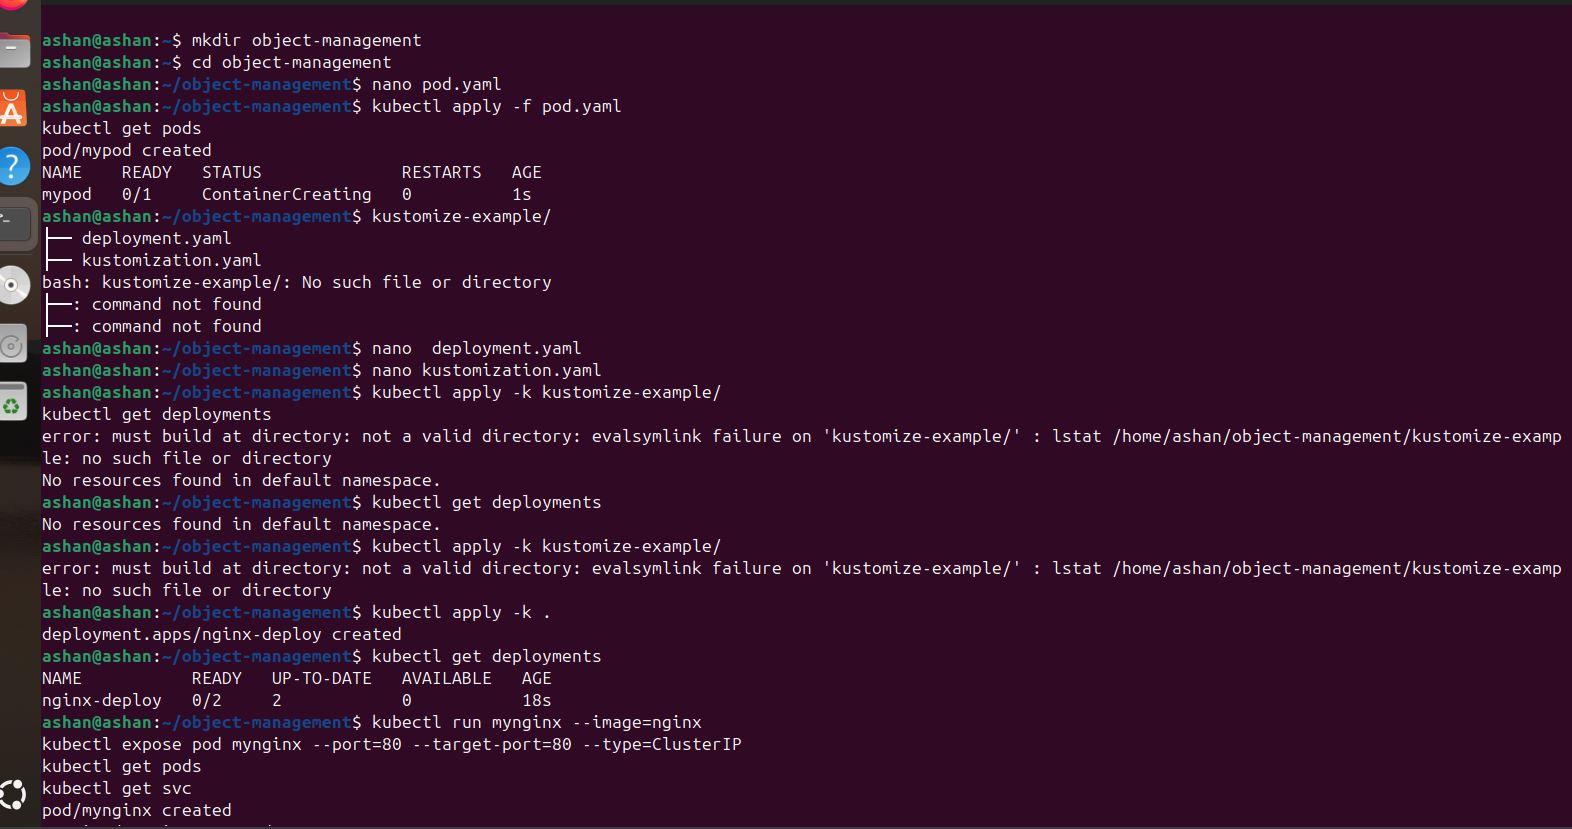 ashan@ashan:~$ mkdir object-management
ashan@ashan:~$ cd object-management
ashan@ashan:~/object-management$ nano pod.yaml
ashan@ashan:~/object-management$ kubectl apply -f pod.yaml
kubectl get pods
pod/mypod created
NAME    READY   STATUS              RESTARTS   AGE
mypod   0/1     ContainerCreating   0          1s
ashan@ashan:~/object-management$ kustomize-example/
├── deployment.yaml
├── kustomization.yaml
bash: kustomize-example/: No such file or directory
├──: command not found
├──: command not found
ashan@ashan:~/object-management$ nano  deployment.yaml
ashan@ashan:~/object-management$ nano kustomization.yaml
ashan@ashan:~/object-management$ kubectl apply -k kustomize-example/
kubectl get deployments
error: must build at directory: not a valid directory: evalsymlink failure on 'kustomize-example/' : lstat /home/ashan/object-management/kustomize-examp
le: no such file or directory
No resources found in default namespace.
ashan@ashan:~/object-management$ kubectl get deployments
No resources found in default namespace.
ashan@ashan:~/object-management$ kubectl apply -k kustomize-example/
error: must build at directory: not a valid directory: evalsymlink failure on 'kustomize-example/' : lstat /home/ashan/object-management/kustomize-examp
le: no such file or directory
ashan@ashan:~/object-management$ kubectl apply -k .
deployment.apps/nginx-deploy created
ashan@ashan:~/object-management$ kubectl get deployments
NAME           READY   UP-TO-DATE   AVAILABLE   AGE
nginx-deploy   0/2     2            0           18s
ashan@ashan:~/object-management$ kubectl run mynginx --image=nginx
kubectl expose pod mynginx --port=80 --target-port=80 --type=ClusterIP
kubectl get pods
kubectl get svc
pod/mynginx created